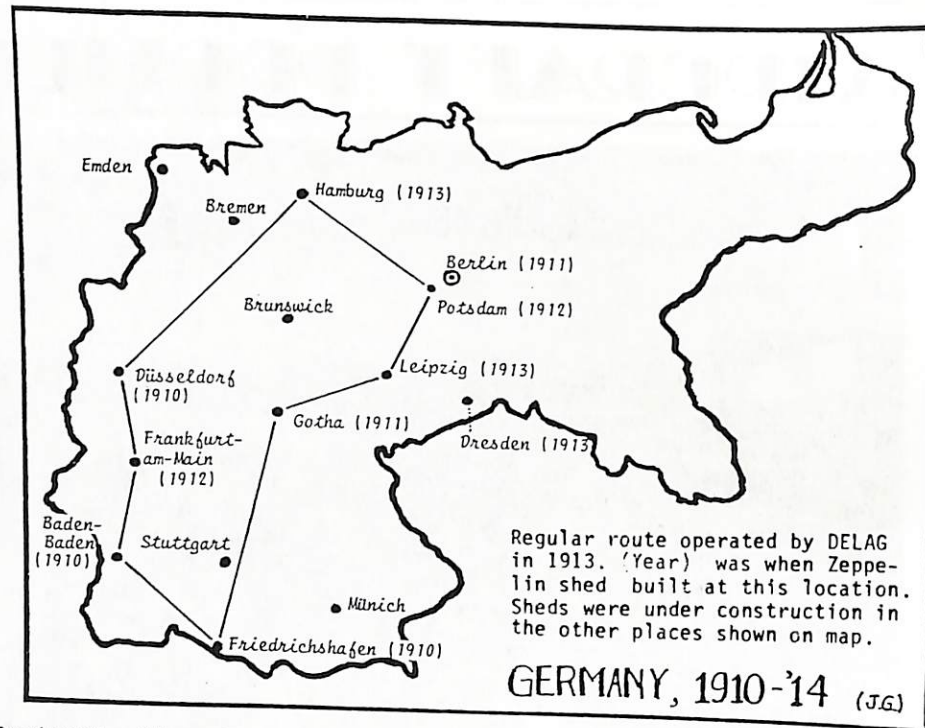 Emden
Hamburg (1913)
Bremen
Berlin (1911)
Potsdam (1912)
Brunswick
Düsseldorf
(1910)
Leipzig (1913)
Gotha (1911)
Dresden (1913
Frankfurt-
am-Main
(1912)
Baden-
Baden
(1910)
Stuttgart
Münich
Friedrichshafen (1910)
Regular route operated by DELAG
in 1913. (Year) was when Zeppe-
lin shed built at this location.
Sheds were under construction in
the other places shown on map.
GERMANY, 1910-'14 (J.G.)